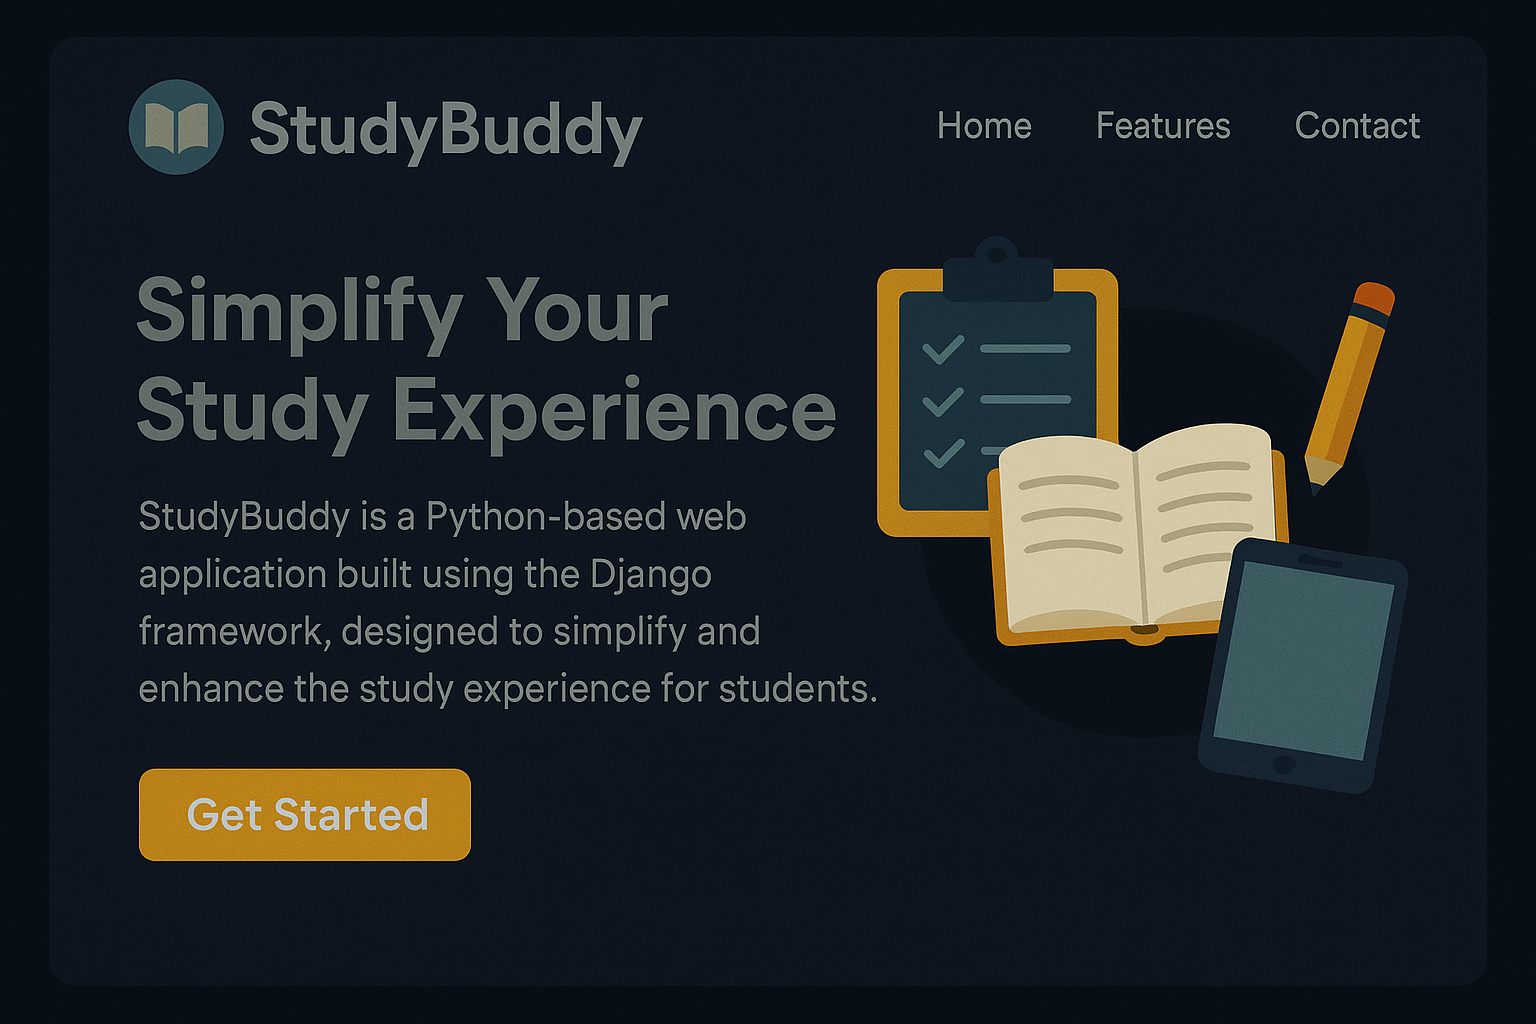 StudyBuddy
Home Features Contact
Simplify Your
Study Experience
StudyBuddy is a Python-based web
application built using the Django
framework, designed to simplify and
enhance the study experience for students.
Get Started